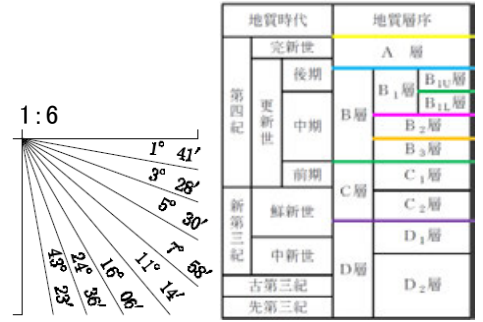 1:6
1° 41′
3° 28′
5° 30′
7° 58′
11° 14′
16° 06′
24° 36′
43° 23′
地質時代 地質層序
第四紀 完新世 A 層
更新世 後期 B層 B1層 B1U層
B1L層
中期 B2層
B3層
前期 C層 C1層
新第三紀 鮮新世 C2層
D層 D1層
中新世 D2層
古第三紀
先第三紀